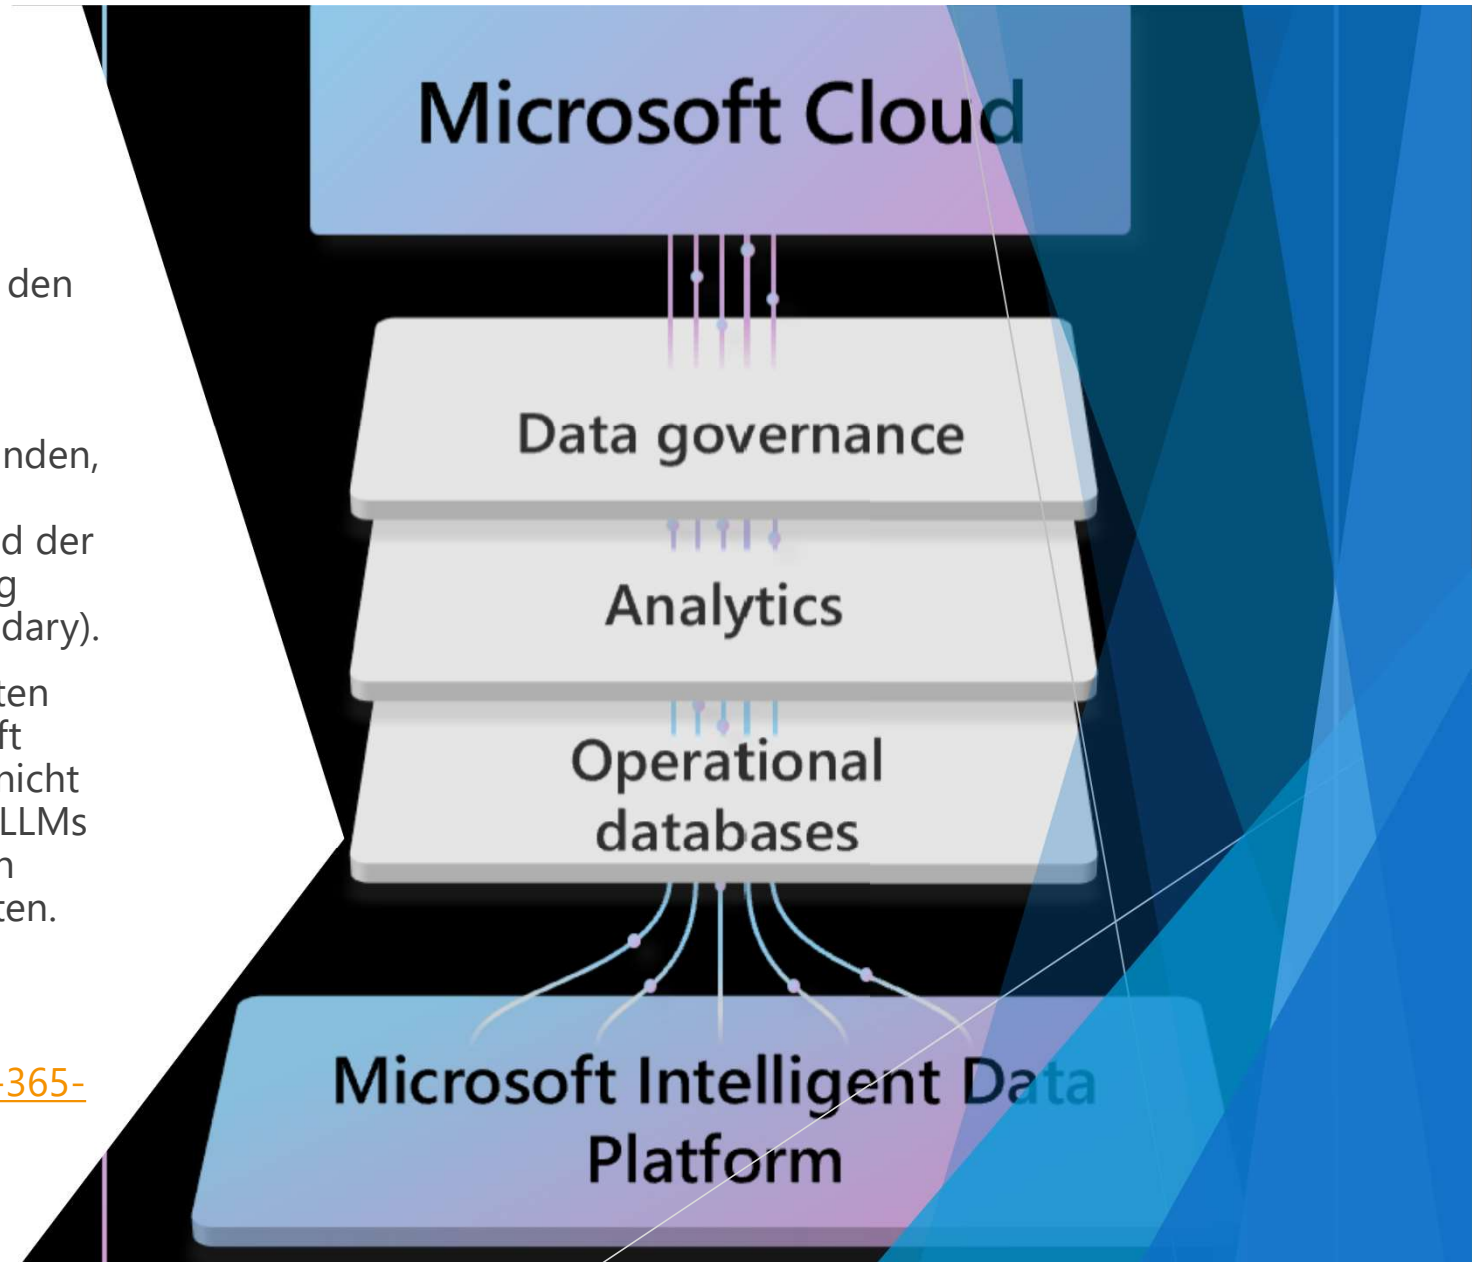 den
nden,
d der
g
dary).
ten
ft
nicht
LLMs
n
ten.
-365-
Microsoft Cloud
Data governance
Analytics
Operational
databases
Microsoft Intelligent Data
Platform